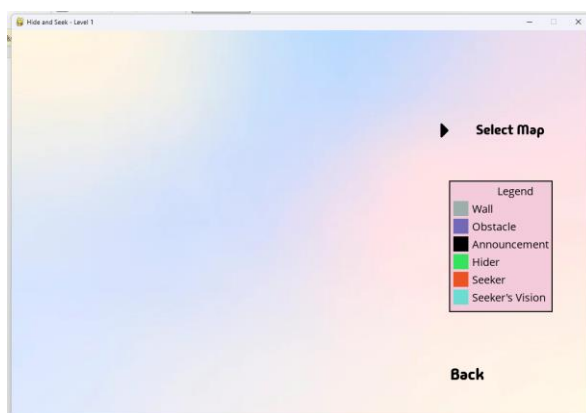 Hide and Seek - Level 1
Select Map
Legend
Wall
Obstacle
Announcement
Hider
Seeker
Seeker's Vision
Back